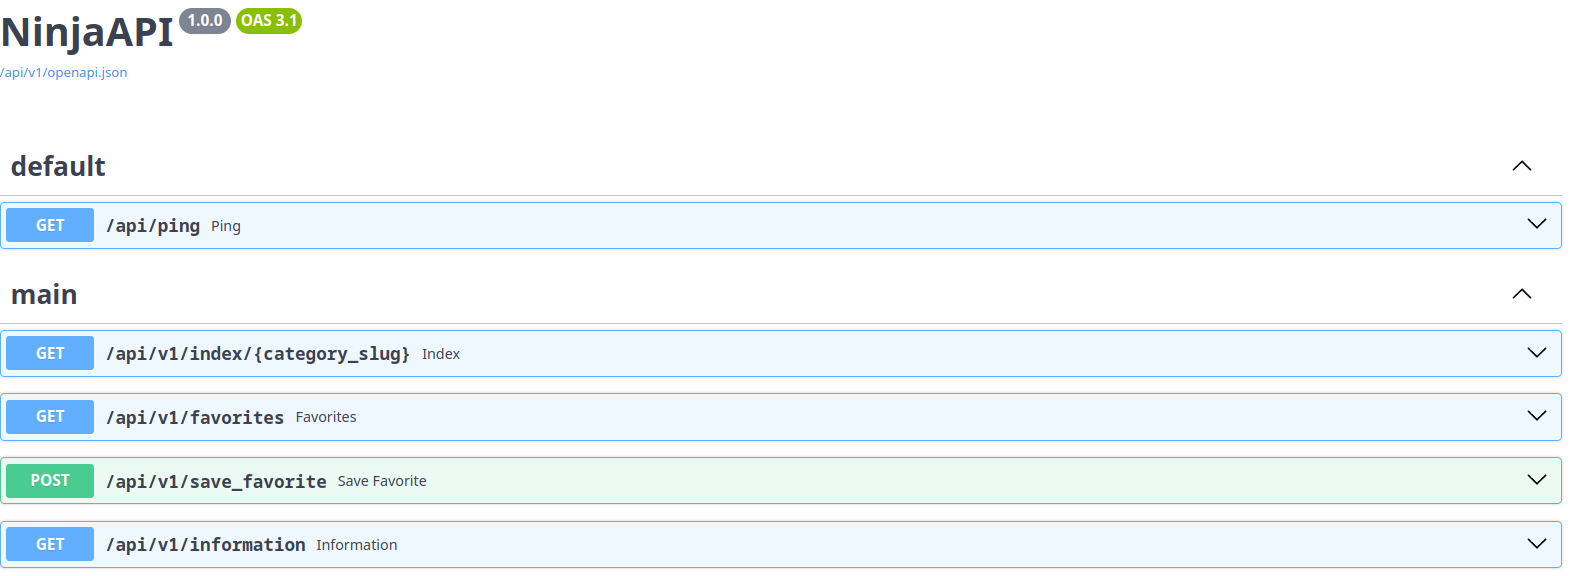 NinjaAPI 1.0.0 OAS 3.1
/api/v1/openapi.json
default
GET /api/ping Ping
main
GET /api/v1/index/{category_slug} Index
GET /api/v1/favorites Favorites
POST /api/v1/save_favorite Save Favorite
GET /api/v1/information Information